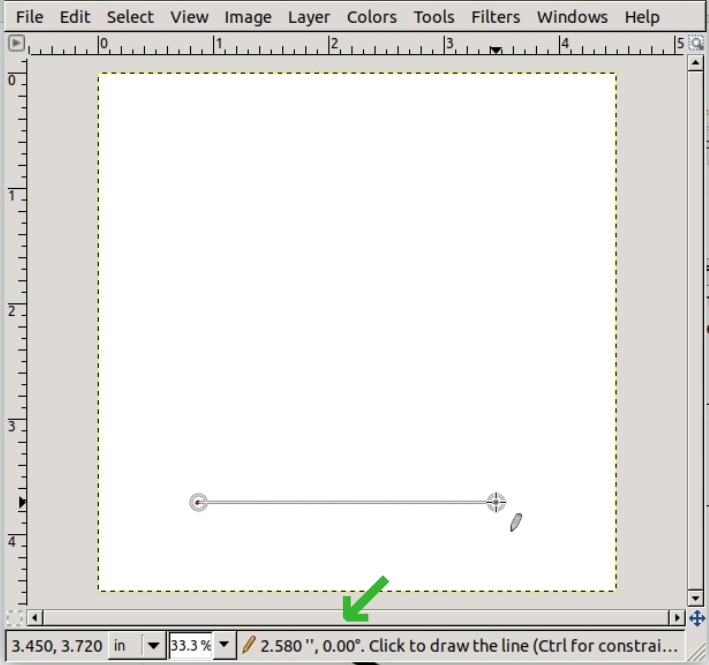 File Edit Select View Image Layer Colors Tools Filters Windows Help
0 1 2 3 4 5
0
1
2
3
4
3.450, 3.720 in 33.3 % 2.580 '', 0.00°. Click to draw the line (Ctrl for constrai...